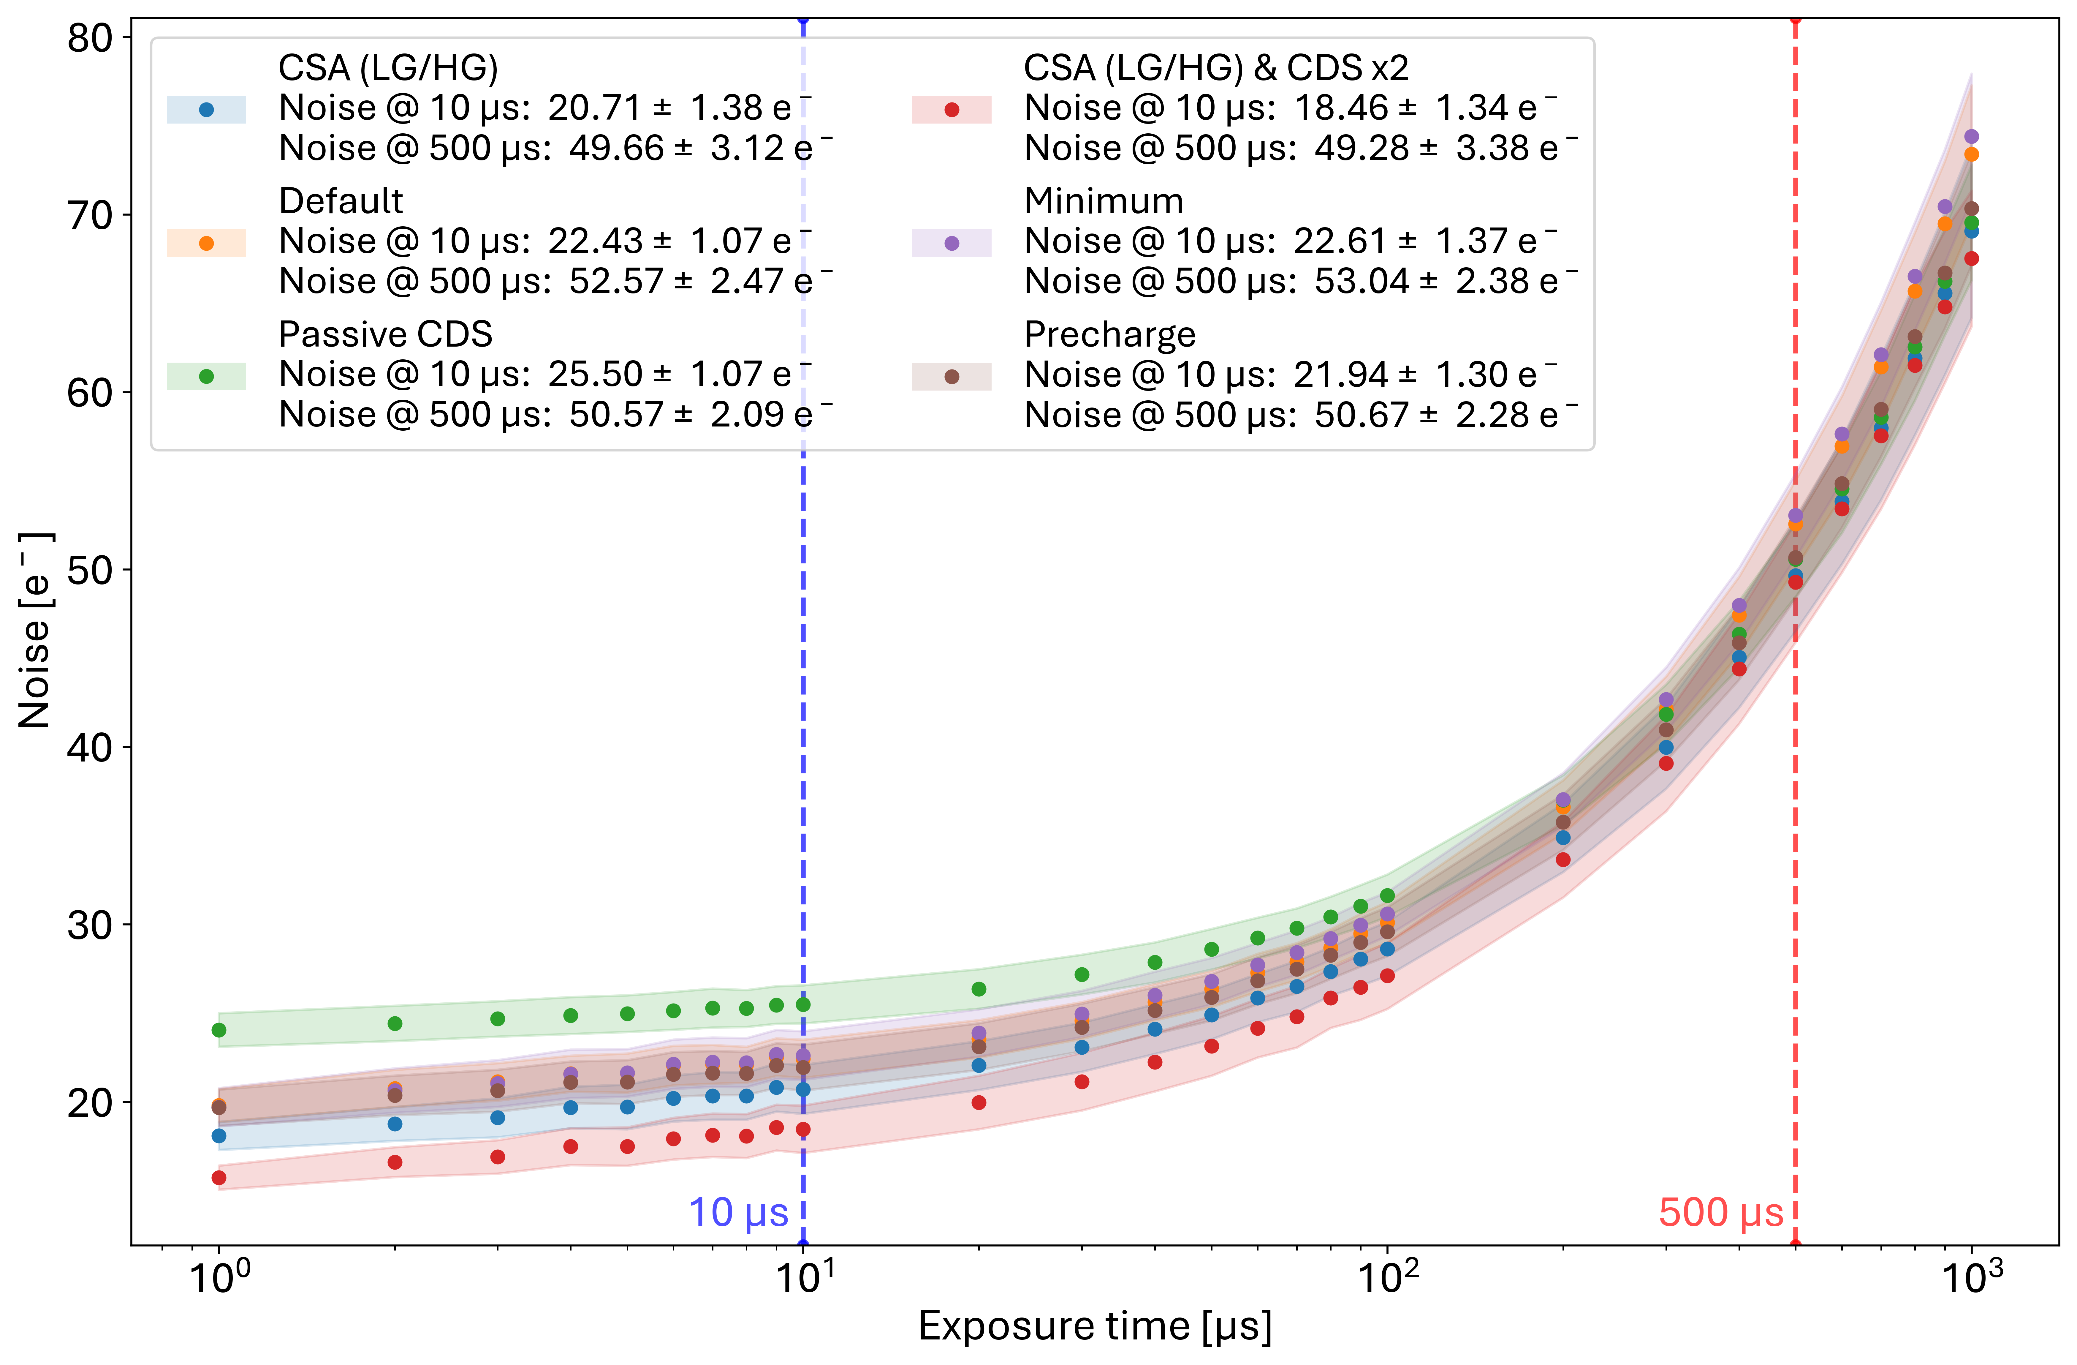 CSA (LG/HG)
Noise @ 10 µs: 20.71 ± 1.38 e⁻
Noise @ 500 µs: 49.66 ± 3.12 e⁻
Default
Noise @ 10 µs: 22.43 ± 1.07 e⁻
Noise @ 500 µs: 52.57 ± 2.47 e⁻
Passive CDS
Noise @ 10 µs: 25.50 ± 1.07 e⁻
Noise @ 500 µs: 50.57 ± 2.09 e⁻
CSA (LG/HG) & CDS x2
Noise @ 10 µs: 18.46 ± 1.34 e⁻
Noise @ 500 µs: 49.28 ± 3.38 e⁻
Minimum
Noise @ 10 µs: 22.61 ± 1.37 e⁻
Noise @ 500 µs: 53.04 ± 2.38 e⁻
Precharge
Noise @ 10 µs: 21.94 ± 1.30 e⁻
Noise @ 500 µs: 50.67 ± 2.28 e⁻
80
70
60
50
40
30
20
Noise [e⁻]
10 µs
500 µs
10⁰
10¹
10²
10³
Exposure time [µs]